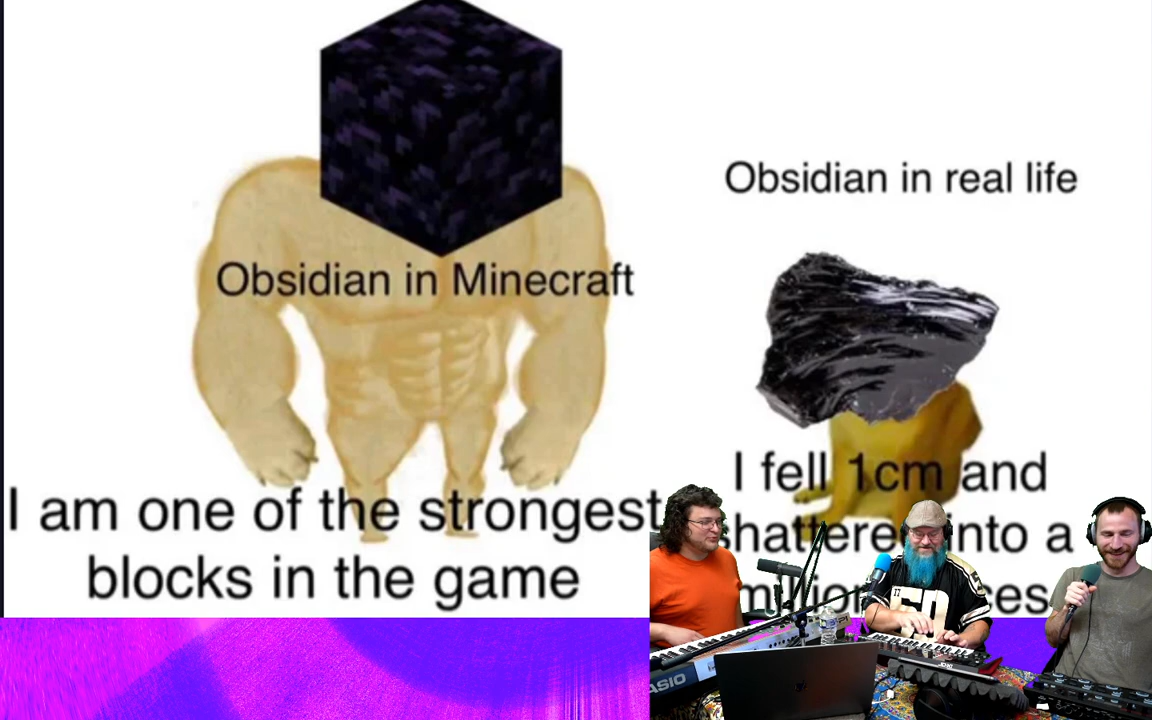 Obsidian in Minecraft
I am one of the strongest
blocks in the game
Obsidian in real life
I fell 1cm and
shattered into a
CASIO